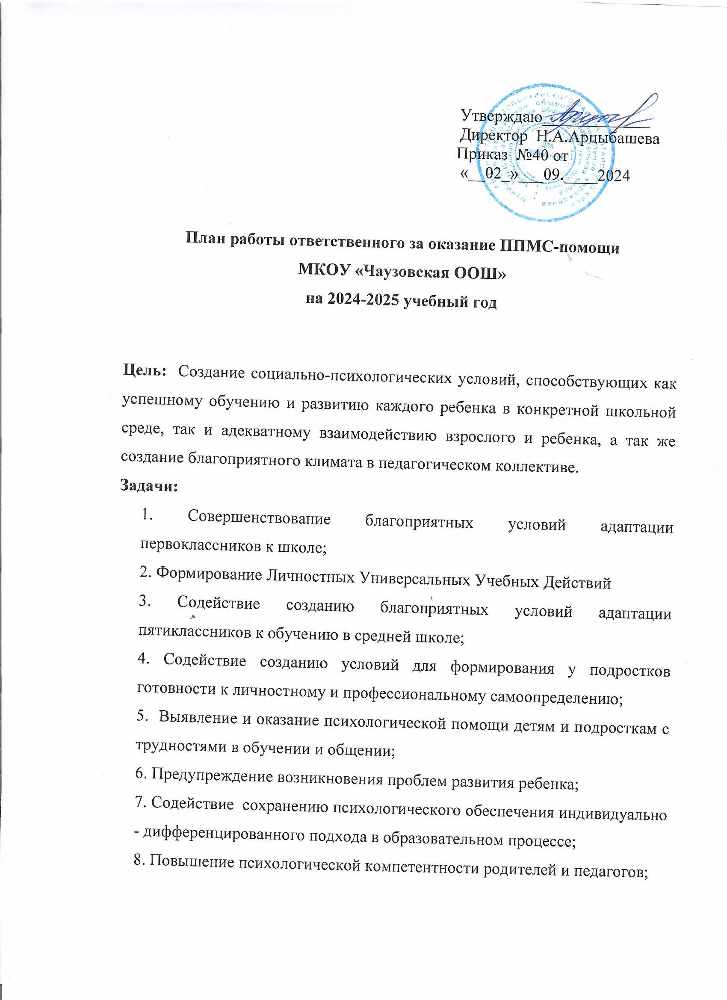 Утверждаю_____________
Директор  Н.А.Арцыбашева
Приказ  №40 от
«__02_»___09.____2024
Для
План работы ответственного за оказание ППМС-помощи
МКОУ «Чаузовская ООШ»
на 2024-2025 учебный год
Цель:  Создание социально-психологических условий, способствующих как
успешному обучению и развитию каждого ребенка в конкретной школьной
среде, так и адекватному взаимодействию взрослого и ребенка, а так же
создание благоприятного климата в педагогическом коллективе.
Задачи:
1. Совершенствование благоприятных условий адаптации
первоклассников к школе;
2. Формирование Личностных Универсальных Учебных Действий
3. Содействие созданию благоприятных условий адаптации
пятиклассников к обучению в средней школе;
4. Содействие созданию условий для формирования у подростков
готовности к личностному и профессиональному самоопределению;
5.  Выявление и оказание психологической помощи детям и подросткам с
трудностями в обучении и общении;
6. Предупреждение возникновения проблем развития ребенка;
7. Содействие  сохранению психологического обеспечения индивидуально
- дифференцированного подхода в образовательном процессе;
8. Повышение психологической компетентности родителей и педагогов;